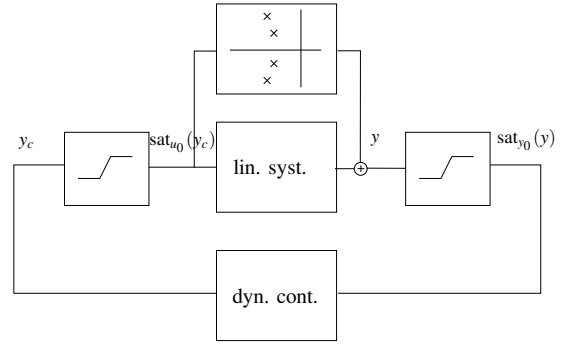 y_c
sat_{u_0}(y_c)
lin. syst.
+
y
sat_{y_0}(y)
dyn. cont.